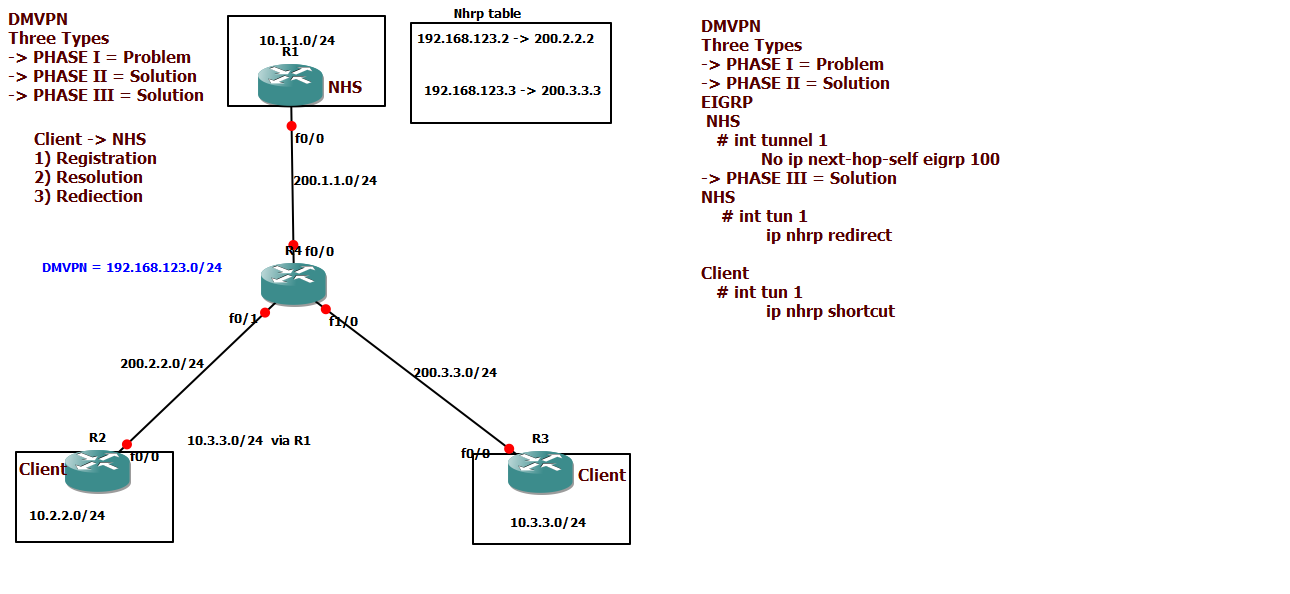 DMVPN
Three Types
-> PHASE I = Problem
-> PHASE II = Solution
-> PHASE III = Solution
Client -> NHS
1) Registration
2) Resolution
3) Rediection
10.1.1.0/24
R1
NHS
f0/0
Nhrp table
192.168.123.2 -> 200.2.2.2
192.168.123.3 -> 200.3.3.3
200.1.1.0/24
R4 f0/0
DMVPN = 192.168.123.0/24
f0/1
f1/0
200.2.2.0/24
200.3.3.0/24
R2
10.3.3.0/24 via R1
f0/0
Client
10.2.2.0/24
R3
f0/0
Client
10.3.3.0/24
DMVPN
Three Types
-> PHASE I = Problem
-> PHASE II = Solution
EIGRP
NHS
# int tunnel 1
No ip next-hop-self eigrp 100
-> PHASE III = Solution
NHS
# int tun 1
ip nhrp redirect
Client
# int tun 1
ip nhrp shortcut